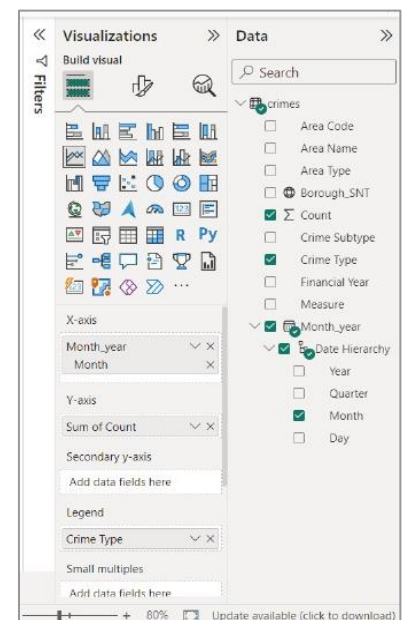 Visualizations
Build visual
Filters
123
R Py
X-axis
Month_year
Month
Y-axis
Sum of Count
Secondary y-axis
Add data fields here
Legend
Crime Type
Small multiples
Add data fields here
Data
Search
crimes
Area Code
Area Name
Area Type
Borough_SNT
Σ Count
Crime Subtype
Crime Type
Financial Year
Measure
Month_year
Date Hierarchy
Year
Quarter
Month
Day
80% Update available (click to download)